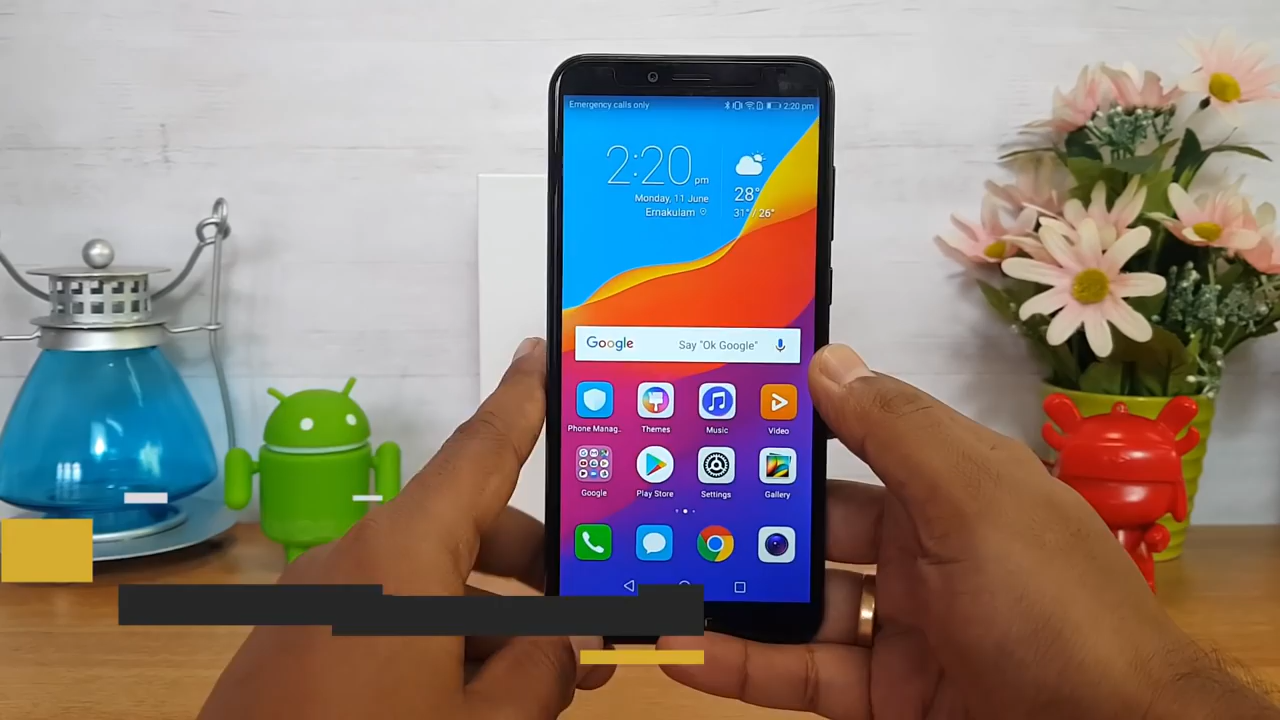 Emergency calls only 2:20 pm
2:20 pm
Monday, 11 June
Ernakulam
28°
31° / 26°
Google Say "Ok Google"
Phone Manag.. Themes Music Video
Google Play Store Settings Gallery